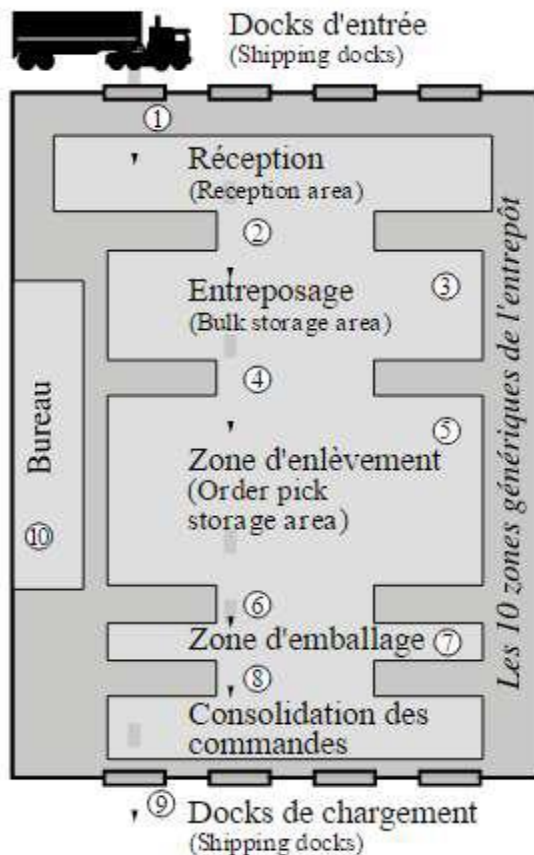 Docks d'entrée
(Shipping docks)
①
Réception
(Reception area)
②
③
Entreposage
(Bulk storage area)
④
⑤
Zone d'enlèvement
(Order pick
storage area)
Bureau
⑩
⑥
Zone d'emballage ⑦
⑧
Consolidation des
commandes
⑨ Docks de chargement
(Shipping docks)
Les 10 zones génériques de l'entrepôt